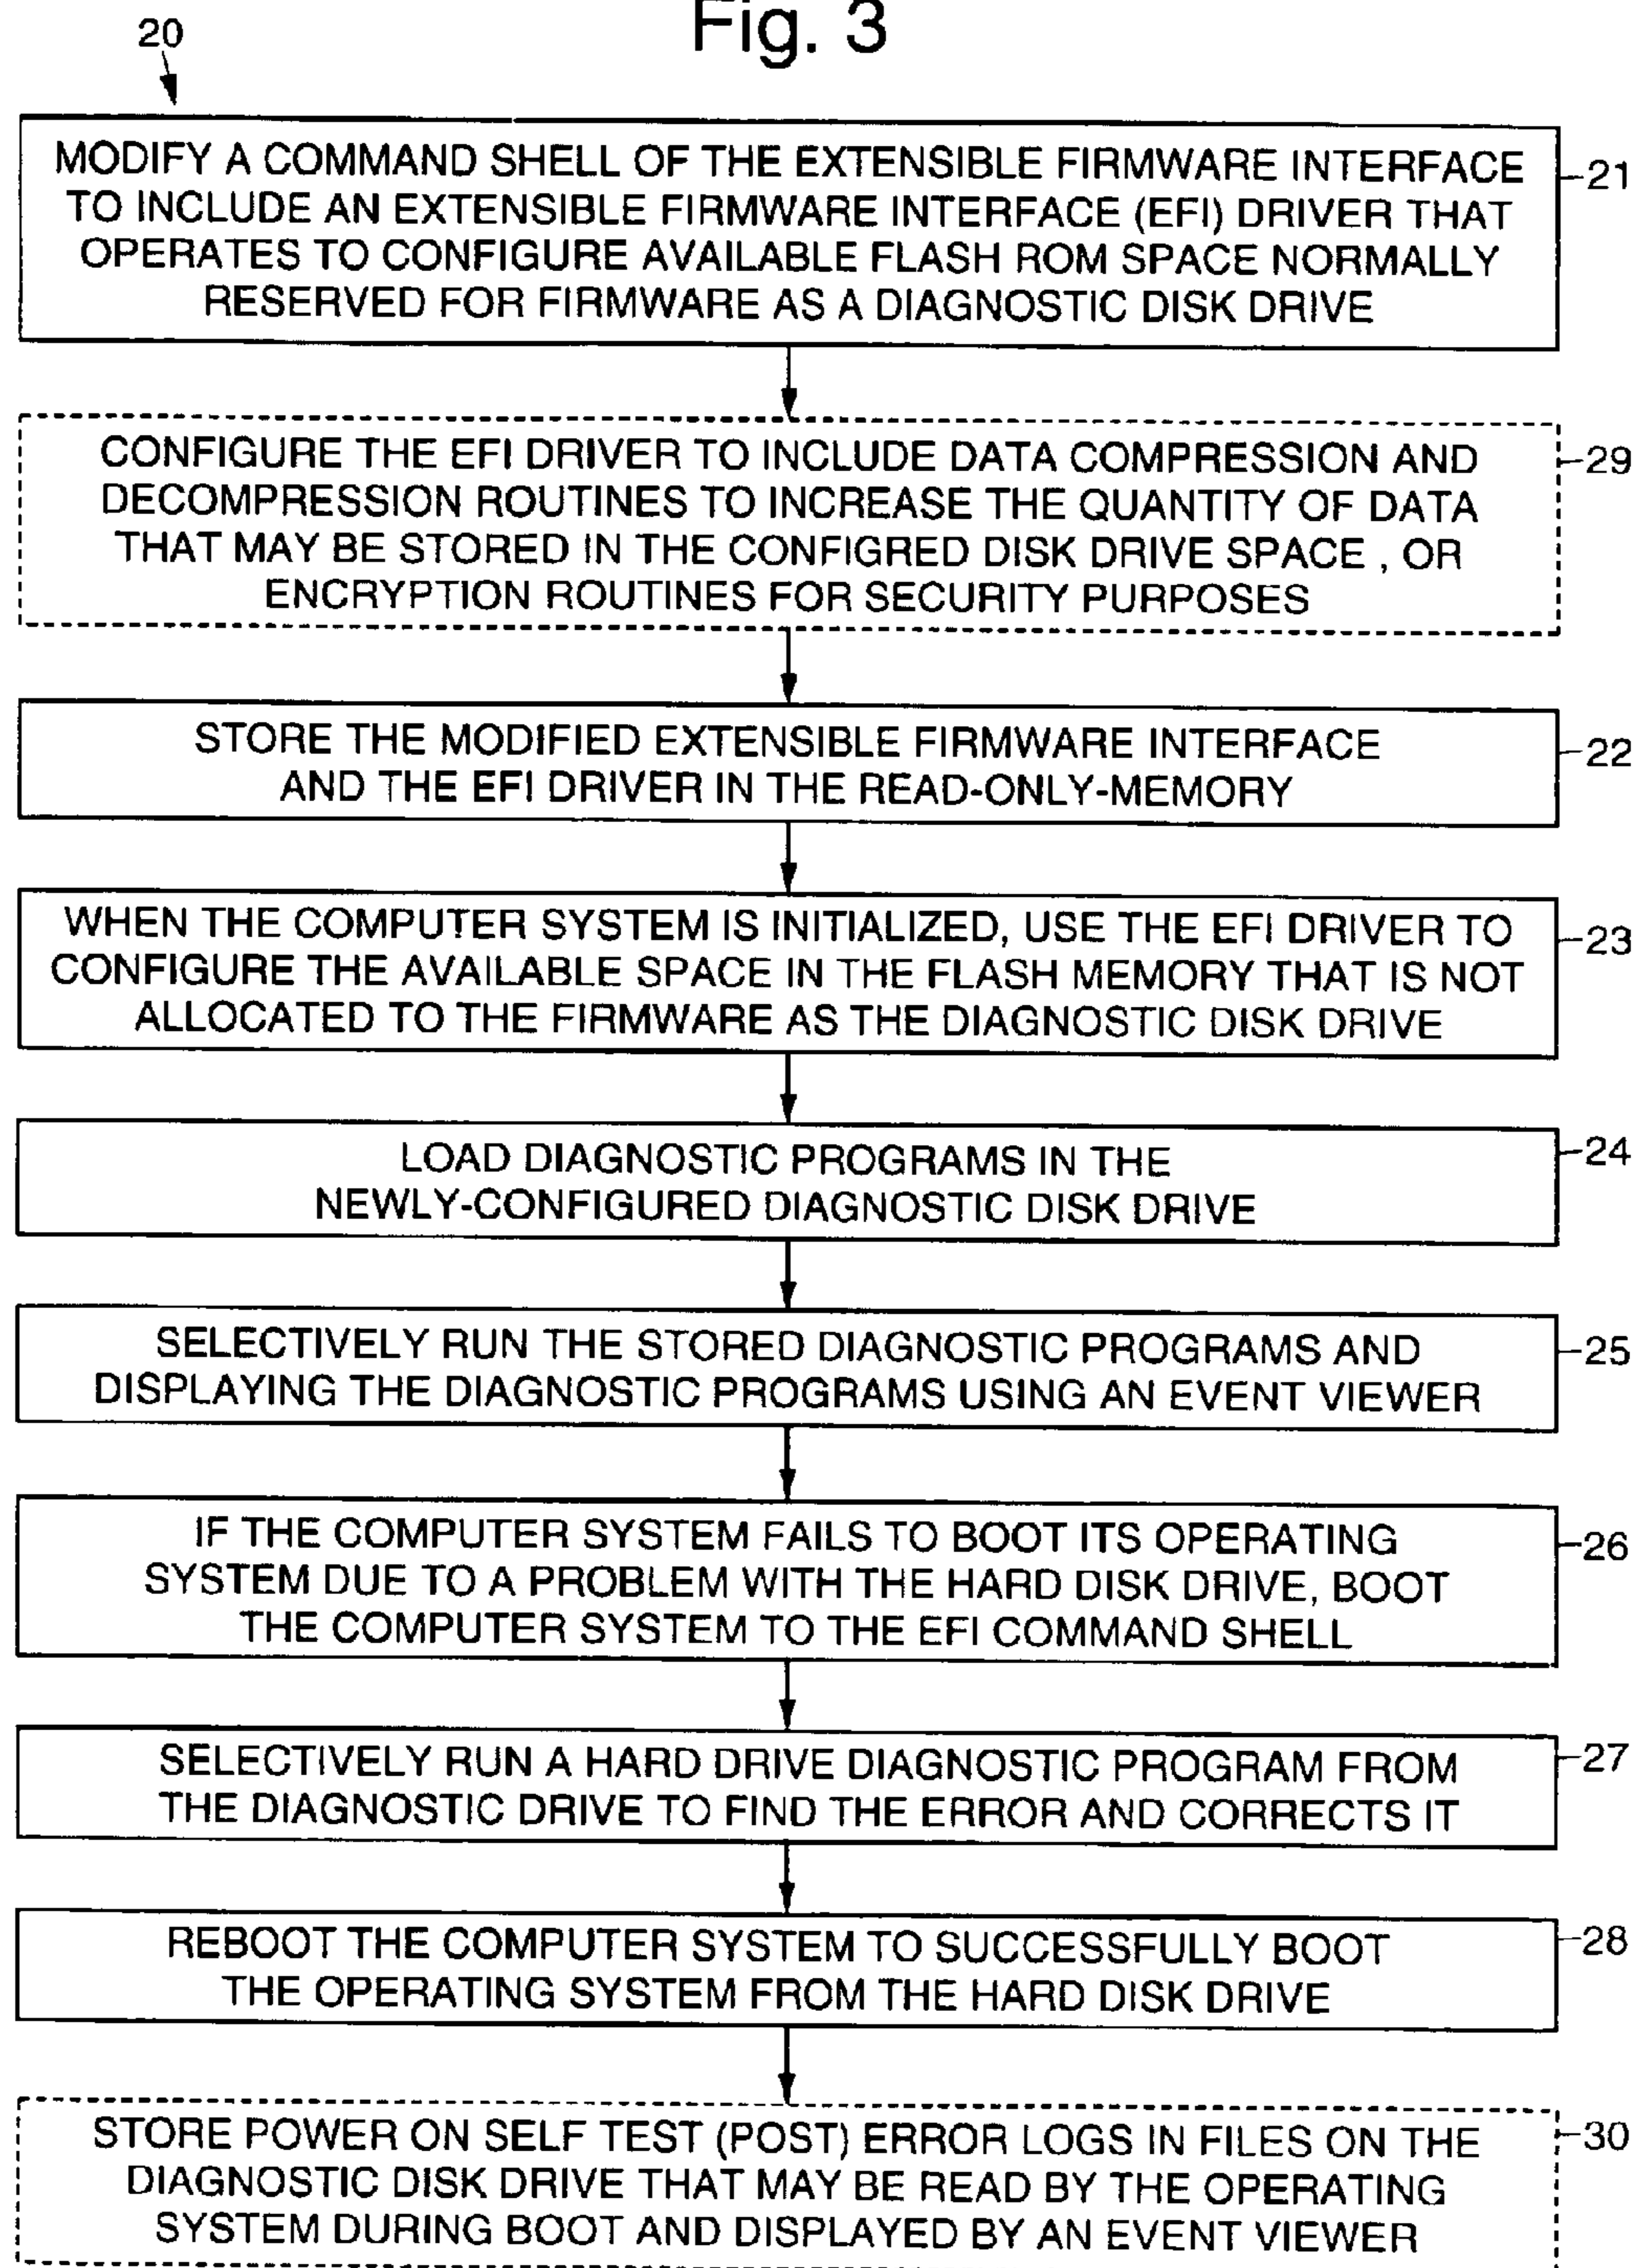 Fig. 3
20
MODIFY A COMMAND SHELL OF THE EXTENSIBLE FIRMWARE INTERFACE
TO INCLUDE AN EXTENSIBLE FIRMWARE INTERFACE (EFI) DRIVER THAT
OPERATES TO CONFIGURE AVAILABLE FLASH ROM SPACE NORMALLY
RESERVED FOR FIRMWARE AS A DIAGNOSTIC DISK DRIVE
21
CONFIGURE THE EFI DRIVER TO INCLUDE DATA COMPRESSION AND
DECOMPRESSION ROUTINES TO INCREASE THE QUANTITY OF DATA
THAT MAY BE STORED IN THE CONFIGRED DISK DRIVE SPACE , OR
ENCRYPTION ROUTINES FOR SECURITY PURPOSES
29
STORE THE MODIFIED EXTENSIBLE FIRMWARE INTERFACE
AND THE EFI DRIVER IN THE READ-ONLY-MEMORY
22
WHEN THE COMPUTER SYSTEM IS INITIALIZED, USE THE EFI DRIVER TO
CONFIGURE THE AVAILABLE SPACE IN THE FLASH MEMORY THAT IS NOT
ALLOCATED TO THE FIRMWARE AS THE DIAGNOSTIC DISK DRIVE
23
LOAD DIAGNOSTIC PROGRAMS IN THE
NEWLY-CONFIGURED DIAGNOSTIC DISK DRIVE
24
SELECTIVELY RUN THE STORED DIAGNOSTIC PROGRAMS AND
DISPLAYING THE DIAGNOSTIC PROGRAMS USING AN EVENT VIEWER
25
IF THE COMPUTER SYSTEM FAILS TO BOOT ITS OPERATING
SYSTEM DUE TO A PROBLEM WITH THE HARD DISK DRIVE, BOOT
THE COMPUTER SYSTEM TO THE EFI COMMAND SHELL
26
SELECTIVELY RUN A HARD DRIVE DIAGNOSTIC PROGRAM FROM
THE DIAGNOSTIC DRIVE TO FIND THE ERROR AND CORRECTS IT
27
REBOOT THE COMPUTER SYSTEM TO SUCCESSFULLY BOOT
THE OPERATING SYSTEM FROM THE HARD DISK DRIVE
28
STORE POWER ON SELF TEST (POST) ERROR LOGS IN FILES ON THE
DIAGNOSTIC DISK DRIVE THAT MAY BE READ BY THE OPERATING
SYSTEM DURING BOOT AND DISPLAYED BY AN EVENT VIEWER
30